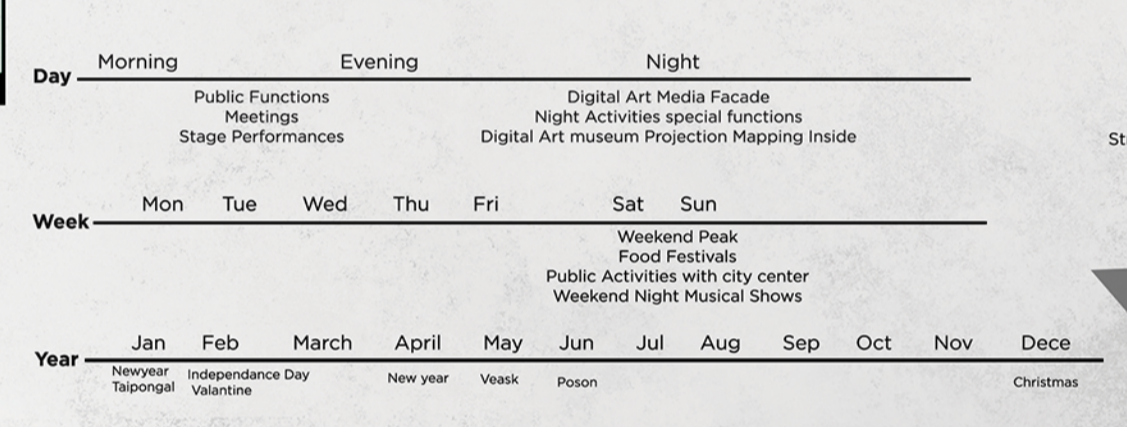 Morning Evening Night
Day
Public Functions
Meetings
Stage Performances
Digital Art Media Facade
Night Activities special functions
Digital Art museum Projection Mapping Inside
St
Mon Tue Wed Thu Fri Sat Sun
Week
Weekend Peak
Food Festivals
Public Activities with city center
Weekend Night Musical Shows
Jan Feb March April May Jun Jul Aug Sep Oct Nov Dece
Year
Newyear
Taipongal
Independance Day
Valantine
New year
Veask
Poson
Christmas